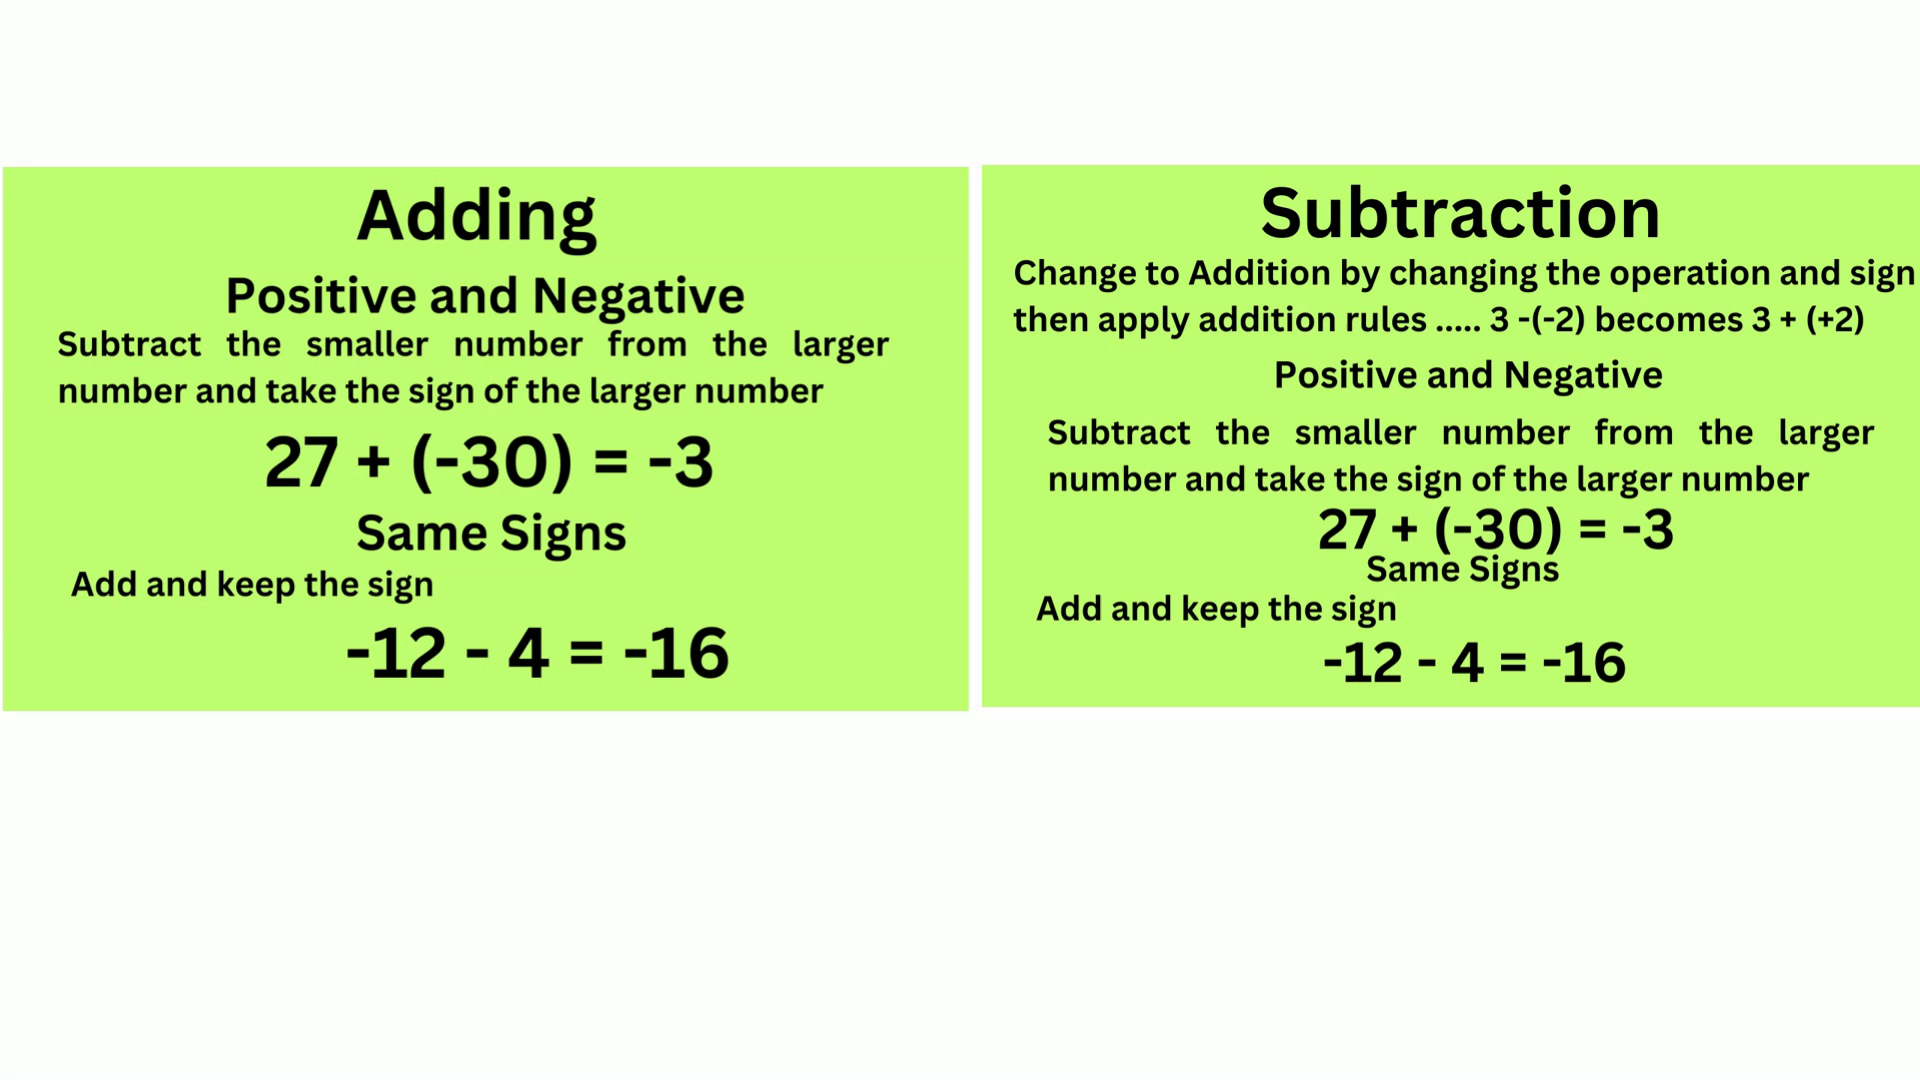 Adding
Positive and Negative
Subtract the smaller number from the larger
number and take the sign of the larger number
27 + (-30) = -3
Same Signs
Add and keep the sign
-12 - 4 = -16
Subtraction
Change to Addition by changing the operation and sign
then apply addition rules ..... 3 -(-2) becomes 3 + (+2)
Positive and Negative
Subtract the smaller number from the larger
number and take the sign of the larger number
27 + (-30) = -3
Same Signs
Add and keep the sign
-12 - 4 = -16